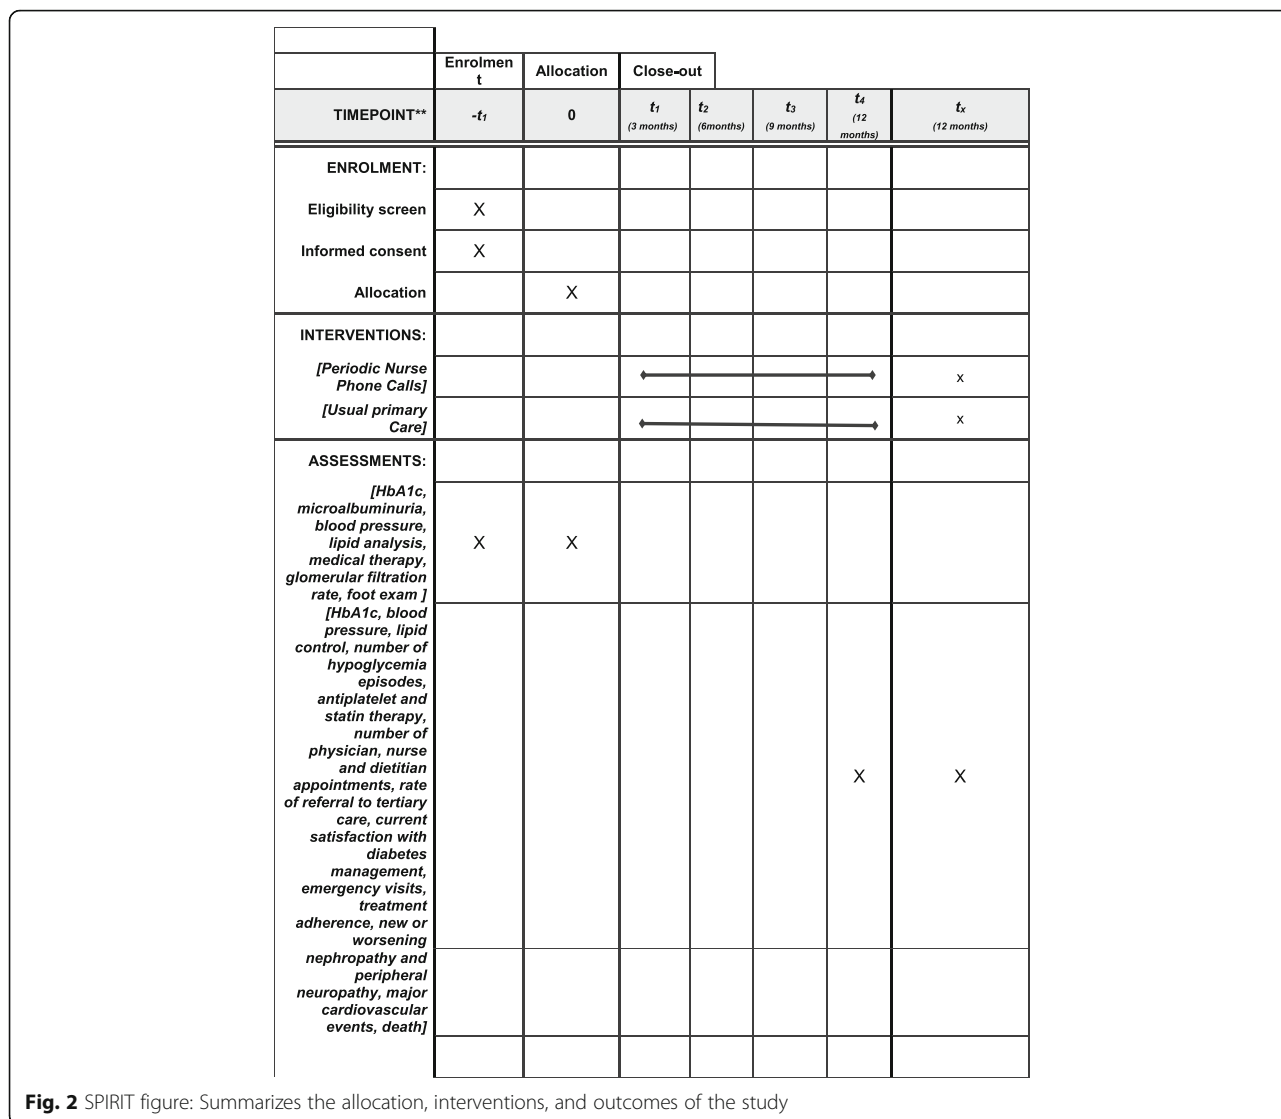 Enrolmen
t
Allocation
Close-out
TIMEPOINT**
-t1
0
t1
(3 months)
t2
(6months)
t3
(9 months)
t4
(12
months)
tx
(12 months)
ENROLMENT:
Eligibility screen X
Informed consent X
Allocation X
INTERVENTIONS:
[Periodic Nurse
Phone Calls]
x
[Usual primary
Care]
x
ASSESSMENTS:
[HbA1c,
microalbuminuria,
blood pressure,
lipid analysis,
medical therapy,
glomerular filtration
rate, foot exam ]
X X
[HbA1c, blood
pressure, lipid
control, number of
hypoglycemia
episodes,
antiplatelet and
statin therapy,
number of
physician, nurse
and dietitian
appointments, rate
of referral to tertiary
care, current
satisfaction with
diabetes
management,
emergency visits,
treatment
adherence, new or
worsening
X X
nephropathy and
peripheral
neuropathy, major
cardiovascular
events, death]
Fig. 2 SPIRIT figure: Summarizes the allocation, interventions, and outcomes of the study